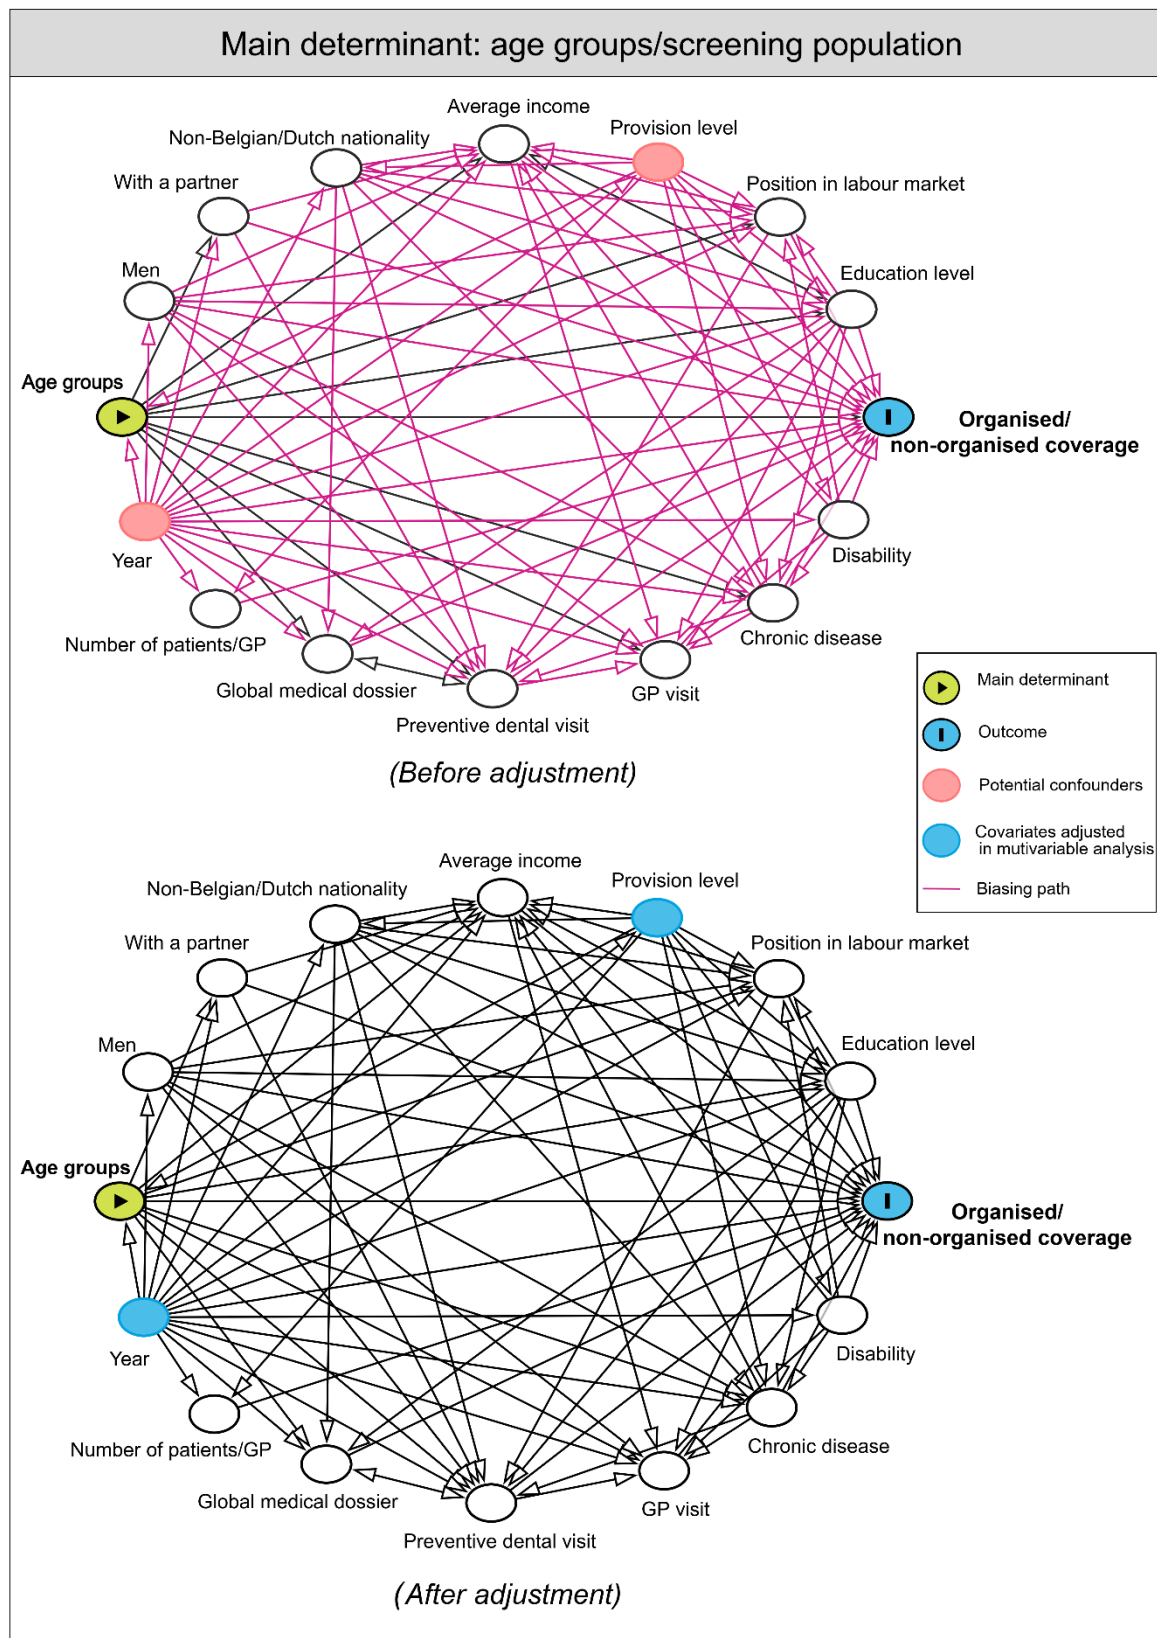 Main determinant: age groups/screening population
Average income
Provision level
Non-Belgian/Dutch nationality
With a partner
Position in labour market
Men
Education level
Age groups
Organised/
non-organised coverage
Year
Disability
Number of patients/GP
Chronic disease
Global medical dossier
GP visit
Preventive dental visit
(Before adjustment)
Main determinant
Outcome
Potential confounders
Covariates adjusted
in mutivariable analysis
Biasing path
Average income
Provision level
Non-Belgian/Dutch nationality
With a partner
Position in labour market
Men
Education level
Age groups
Organised/
non-organised coverage
Year
Disability
Number of patients/GP
Chronic disease
Global medical dossier
GP visit
Preventive dental visit
(After adjustment)